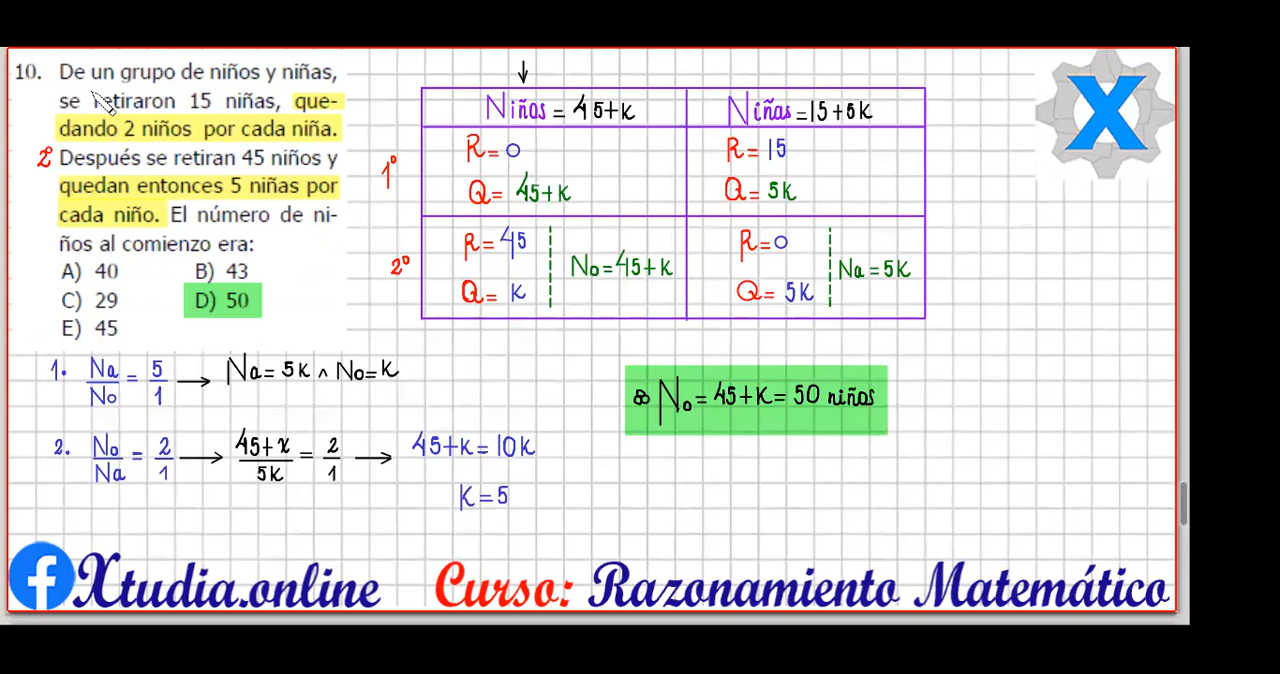 10. De un grupo de niños y niñas,
se retiraron 15 niñas, que-
dando 2 niños por cada niña.
2° Después se retiran 45 niños y
quedan entonces 5 niñas por
cada niño. El número de ni-
ños al comienzo era:
A) 40 B) 43
C) 29 D) 50
E) 45
Niños = 45+K Niñas = 15+5K
1° R = 0 R = 15
Q = 45+K Q = 5K
2° R = 45 No = 45+K R = 0 Na = 5K
Q = K Q = 5K
1. Na/No = 5/1 → Na = 5K ∧ No = K
2. No/Na = 2/1 → 45+x/5K = 2/1 → 45+K = 10K
K = 5
No = 45+K = 50 niños
X
f Xtudia.online Curso: Razonamiento Matemático